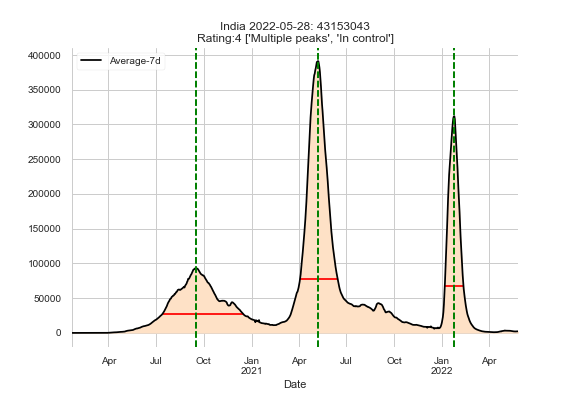 India 2022-05-28: 43153043
Rating:4 ['Multiple peaks', 'In control']
Average-7d
400000
350000
300000
250000
200000
150000
100000
50000
0
Apr Jul Oct Jan Apr Jul Oct Jan Apr
2021 2022
Date